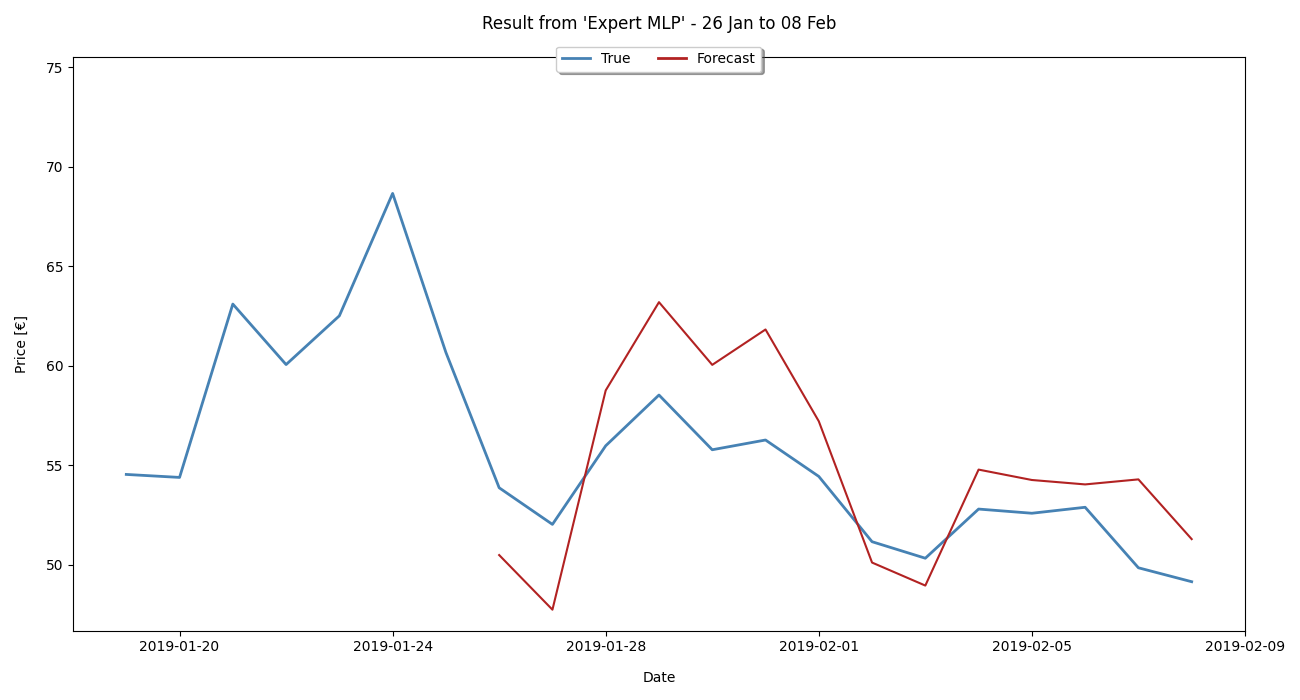 Result from 'Expert MLP' - 26 Jan to 08 Feb
True Forecast
75
70
65
60
55
50
Price [€]
2019-01-20 2019-01-24 2019-01-28 2019-02-01 2019-02-05 2019-02-09
Date